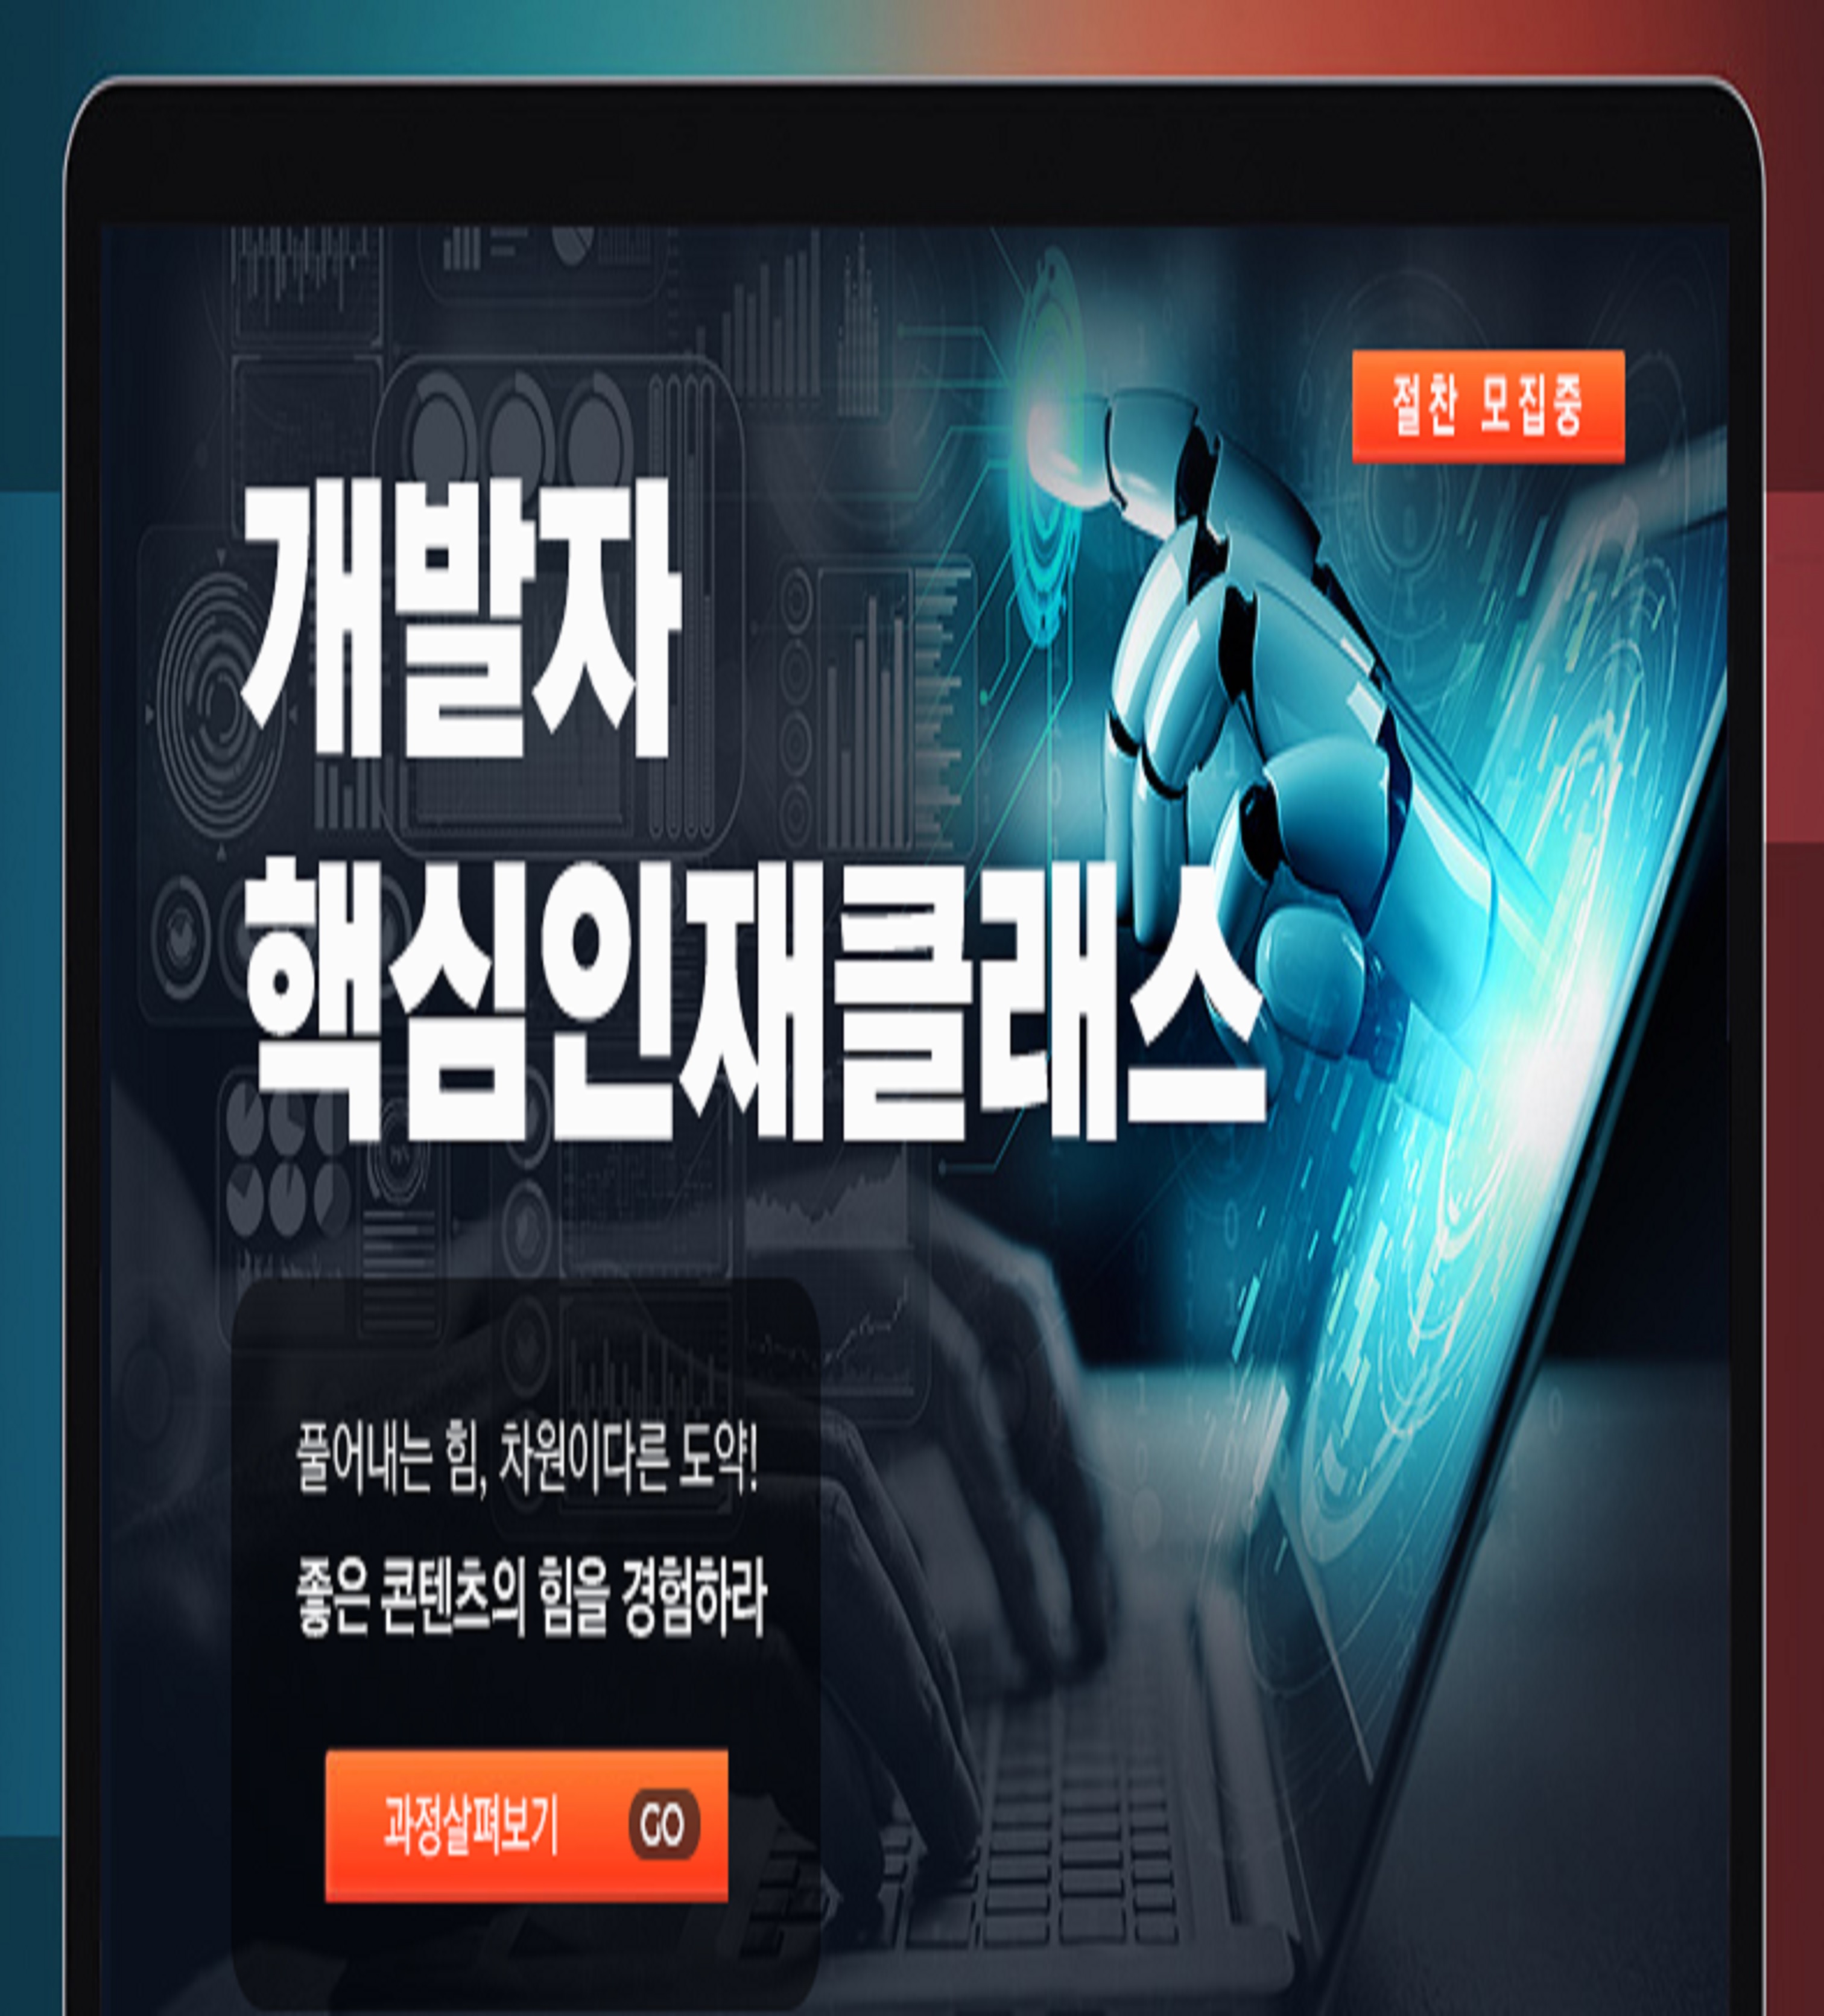 절찬 모집중
개발자
핵심인재클래스
풀어내는 힘, 차원이다른 도약!
좋은 콘텐츠의 힘을 경험하라
과정살펴보기 GO